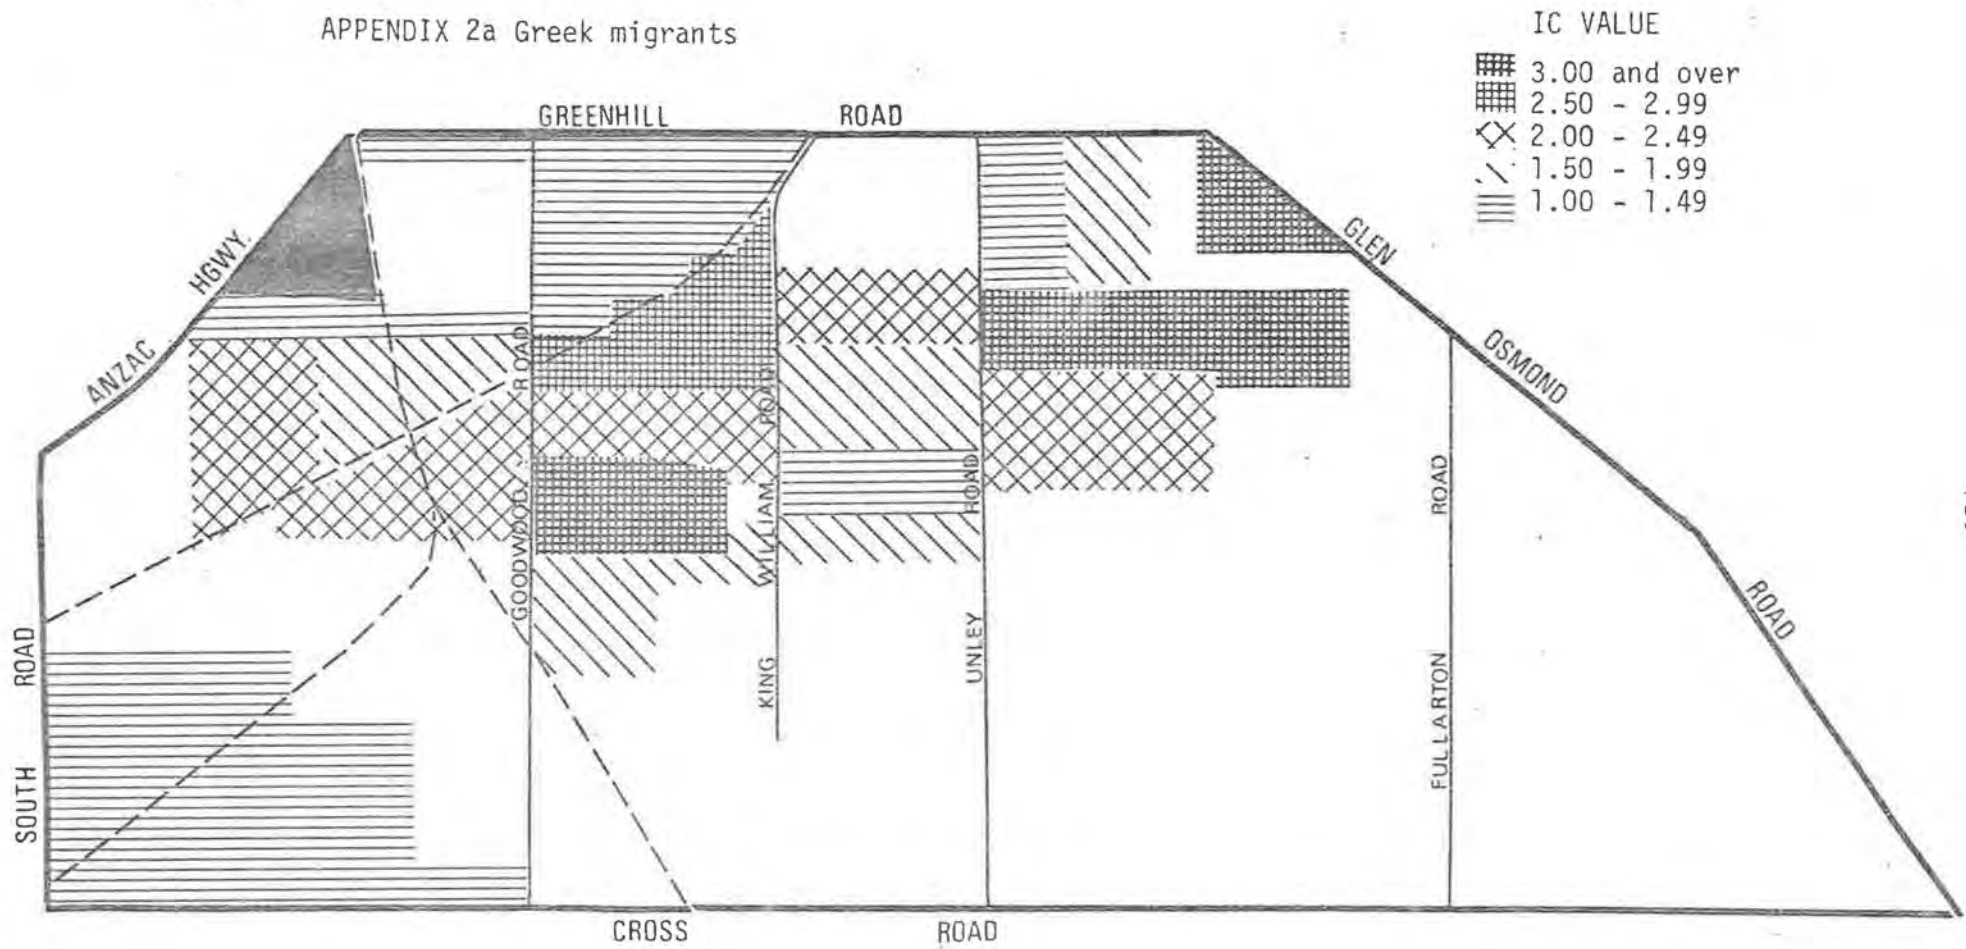 APPENDIX 2a Greek migrants
IC VALUE
3.00 and over
2.50 - 2.99
2.00 - 2.49
1.50 - 1.99
1.00 - 1.49
GREENHILL ROAD
ANZAC HGWY.
GLEN OSMOND ROAD
SOUTH ROAD
GOODWOOD ROAD
KING WILLIAM ROAD
UNLEY ROAD
FULLARTON ROAD
CROSS ROAD